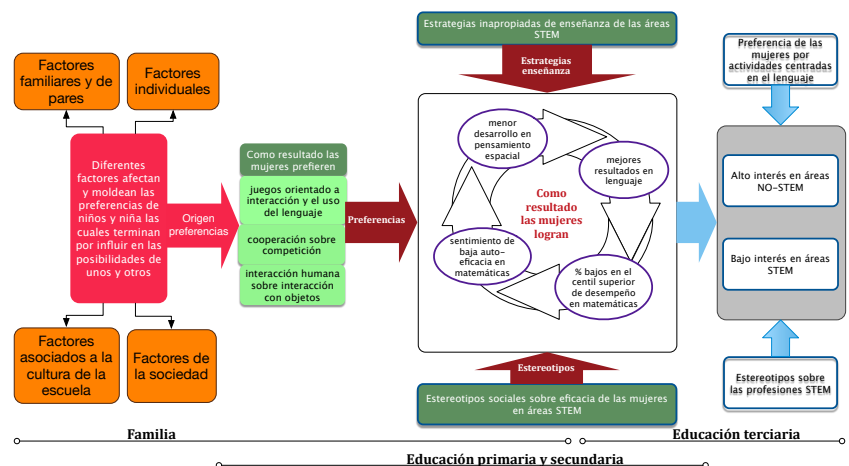 Estrategias inapropiadas de enseñanza de las áreas
STEM
Estrategias
enseñanza
Preferencia de las
mujeres por
actividades centradas
en el lenguaje
Factores
familiares y de
pares
Factores
individuales
Diferentes
factores afectan
y moldean las
preferencias de
niños y niña las
cuales terminan
por influir en las
posibilidades de
unos y otros
Origen
preferencias
Como resultado las
mujeres prefieren
juegos orientado a
interacción y el uso
del lenguaje
cooperación sobre
competición
interacción humana
sobre interacción
con objetos
Preferencias
menor
desarrollo en
pensamiento
espacial
mejores
resultados en
lenguaje
Como
resultado
las mujeres
logran
sentimiento de
baja auto-
eficacia en
matemáticas
% bajos en el
centil superior
de desempeño
en matemáticas
Alto interés en áreas
NO-STEM
Bajo interés en áreas
STEM
Factores
asociados a la
cultura de la
escuela
Factores de
la sociedad
Estereotipos
Estereotipos sociales sobre eficacia de las mujeres
en áreas STEM
Estereotipos sobre
las profesiones STEM
Familia
Educación terciaria
Educación primaria y secundaria